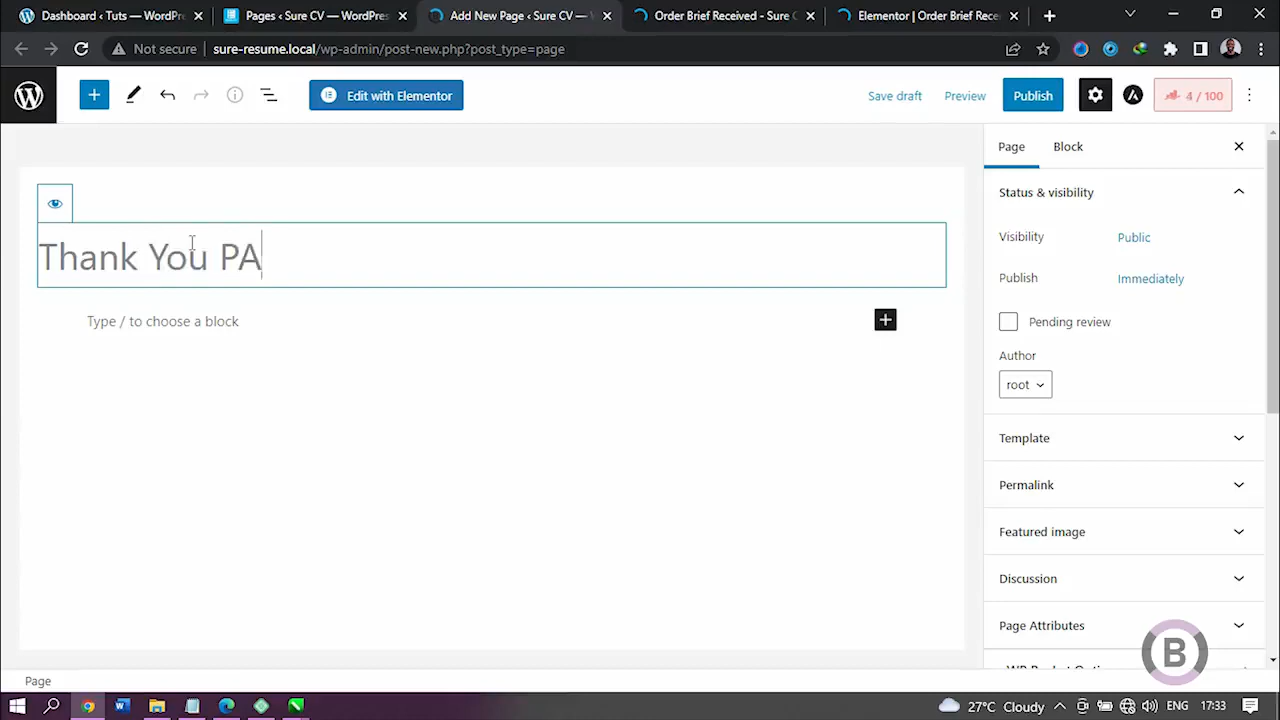 Dashboard ‹ Tuts — WordPre
Pages ‹ Sure CV — WordPres
Add New Page ‹ Sure CV — W
Order Brief Received - Sure C
Elementor | Order Brief Rece
Not secure
sure-resume.local/wp-admin/post-new.php?post_type=page
Edit with Elementor
Save draft
Preview
Publish
4 / 100
Page
Block
Status & visibility
Thank You PA
Visibility
Public
Publish
Immediately
Type / to choose a block
Pending review
Author
root
Template
Permalink
Featured image
Discussion
Page Attributes
B
Page
27°C Cloudy
ENG
17:33